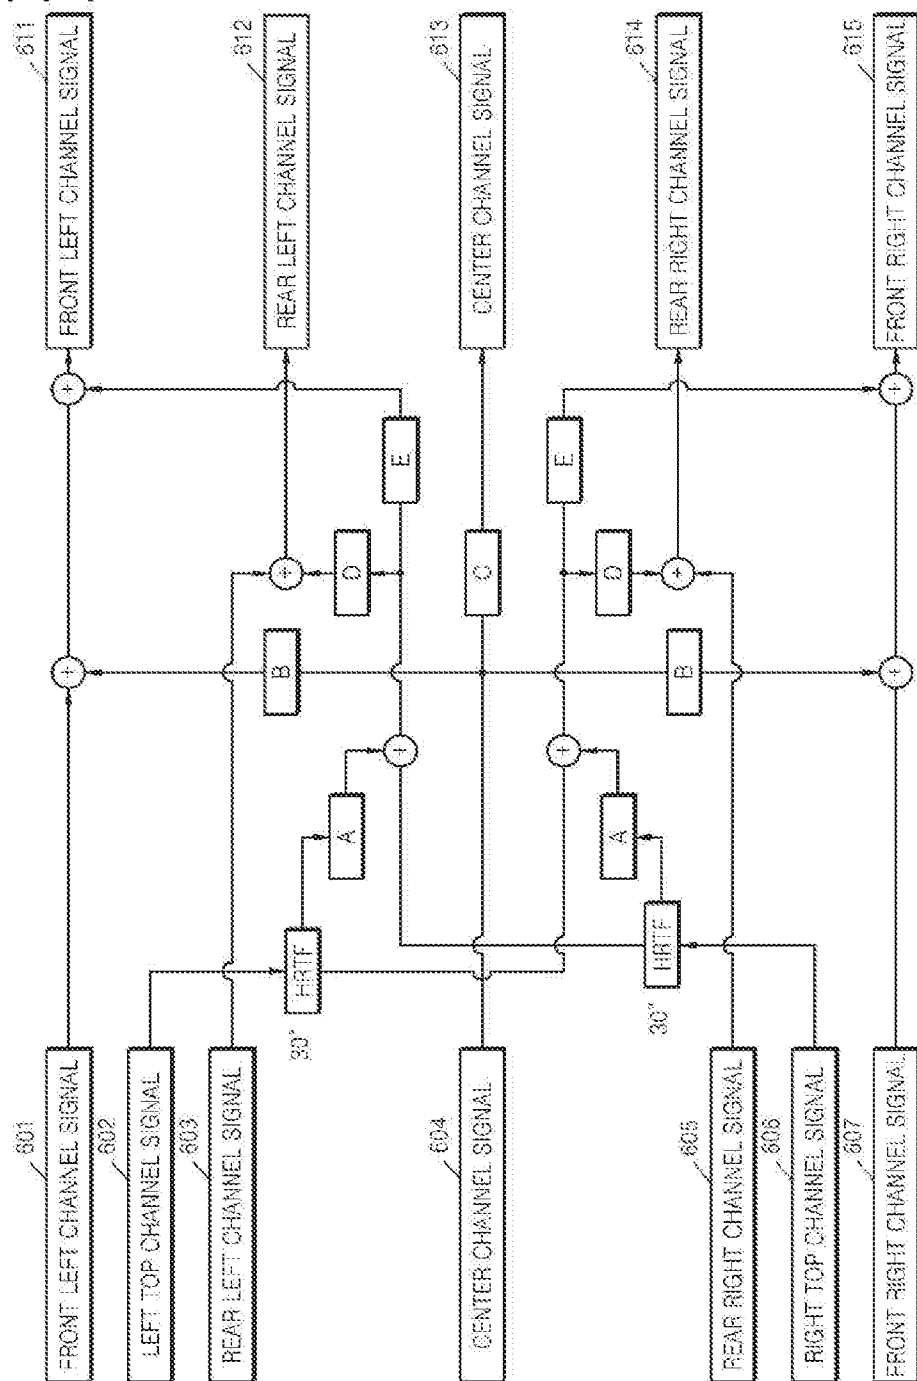 601
FRONT LEFT CHANNEL SIGNAL
602
LEFT TOP CHANNEL SIGNAL
603
REAR LEFT CHANNEL SIGNAL
604
CENTER CHANNEL SIGNAL
605
REAR RIGHT CHANNEL SIGNAL
606
RIGHT TOP CHANNEL SIGNAL
607
FRONT RIGHT CHANNEL SIGNAL
30°
HRTF
30°
HRTF
A
A
+
+
B
B
+
+
D
C
D
+
+
E
E
+
+
611
FRONT LEFT CHANNEL SIGNAL
612
REAR LEFT CHANNEL SIGNAL
613
CENTER CHANNEL SIGNAL
614
REAR RIGHT CHANNEL SIGNAL
615
FRONT RIGHT CHANNEL SIGNAL